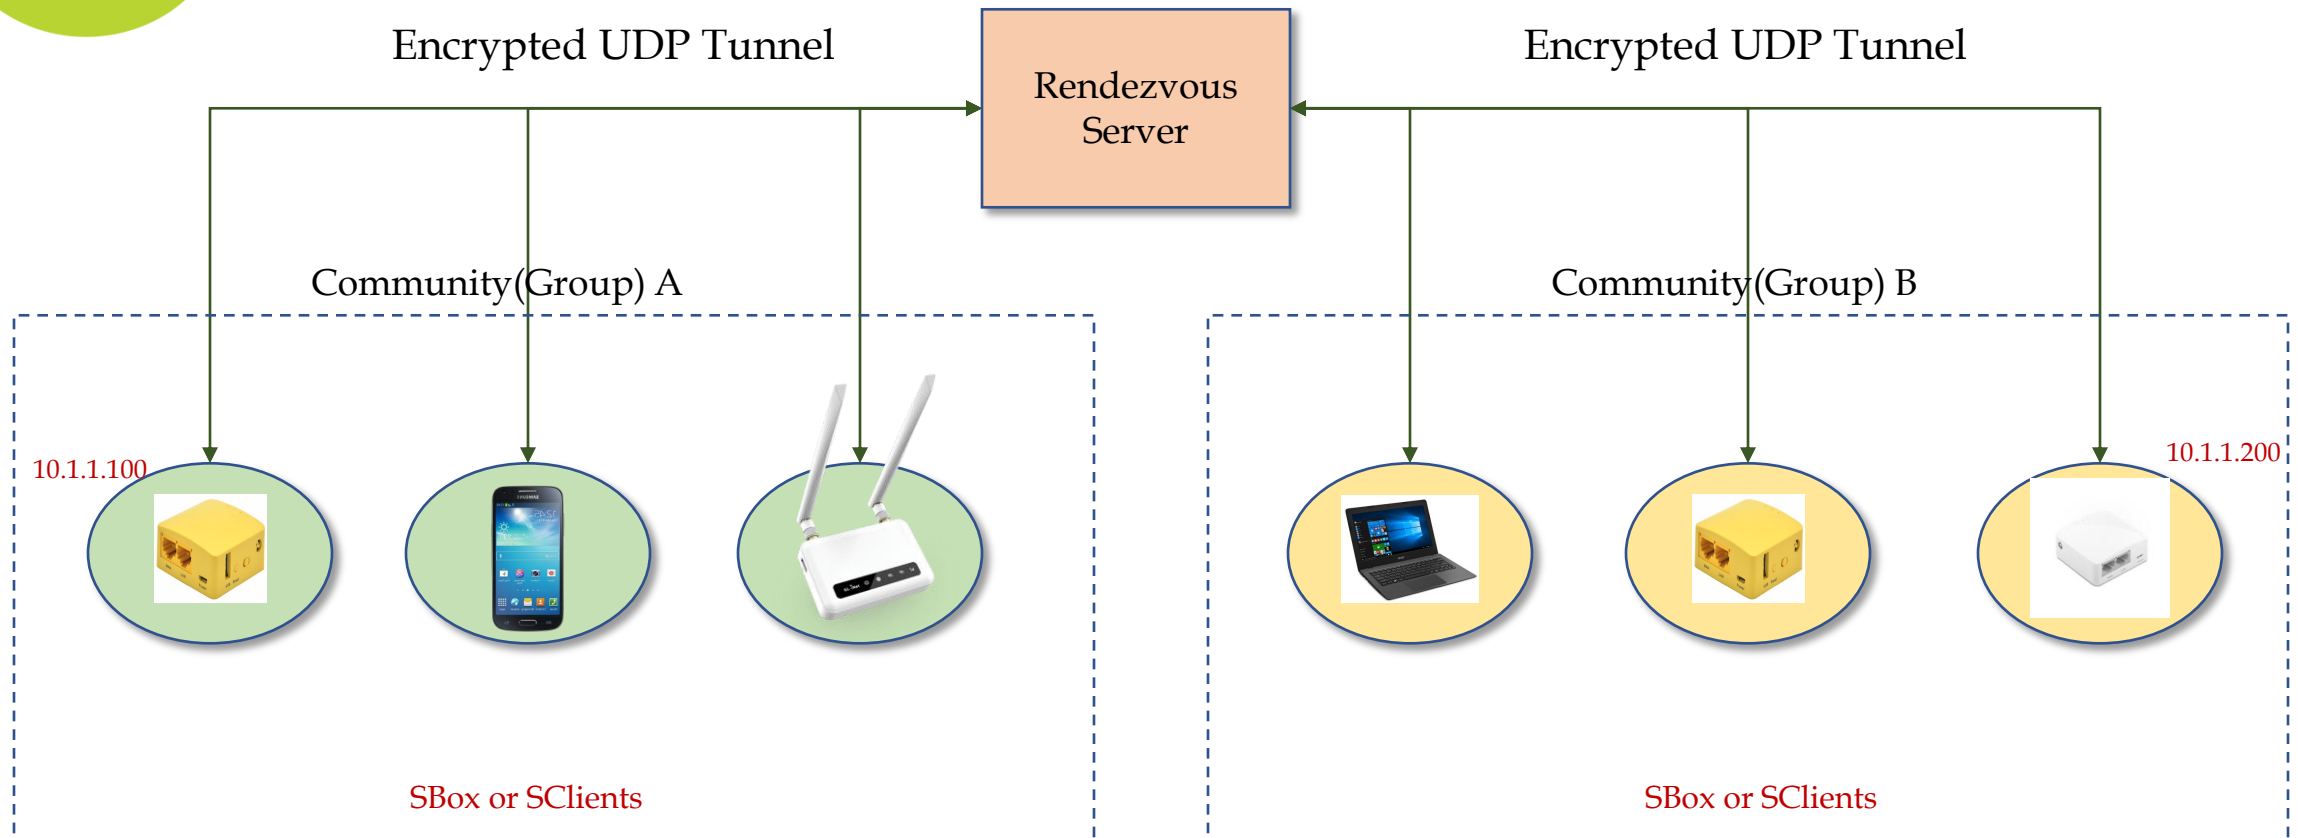 Encrypted UDP Tunnel
Rendezvous
Server
Encrypted UDP Tunnel
Community(Group) A
Community(Group) B
10.1.1.100
10.1.1.200
SBox or SClients
SBox or SClients